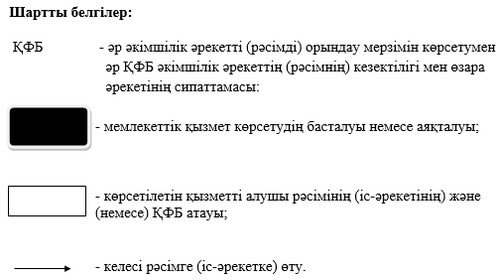 Шартты белгілер:
ҚФБ - әр әкімшілік әрекетті (рәсімді) орындау мерзімін көрсетумен
әр ҚФБ әкімшілік әрекеттің (рәсімнің) кезектілігі мен өзара
әрекетінің сипаттамасы:
- мемлекеттік қызмет көрсетудің басталуы немесе аяқталуы;
- көрсетілетін қызметті алушы рәсімінің (іс-әрекетінің) және
(немесе) ҚФБ атауы;
- келесі рәсімге (іс-әрекетке) өту.